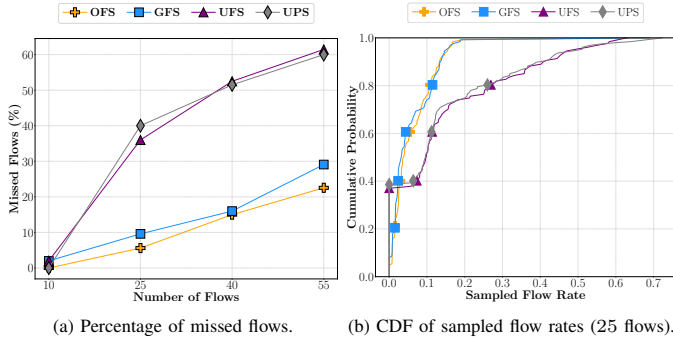 OFS GFS UFS UPS
60
50
40
30
20
10
0
Missed Flows (%)
10 25 40 55
Number of Flows
(a) Percentage of missed flows.
OFS GFS UFS UPS
1.0
0.8
0.6
0.4
0.2
0.0
Cumulative Probability
0.0 0.1 0.2 0.3 0.4 0.5 0.6 0.7
Sampled Flow Rate
(b) CDF of sampled flow rates (25 flows).